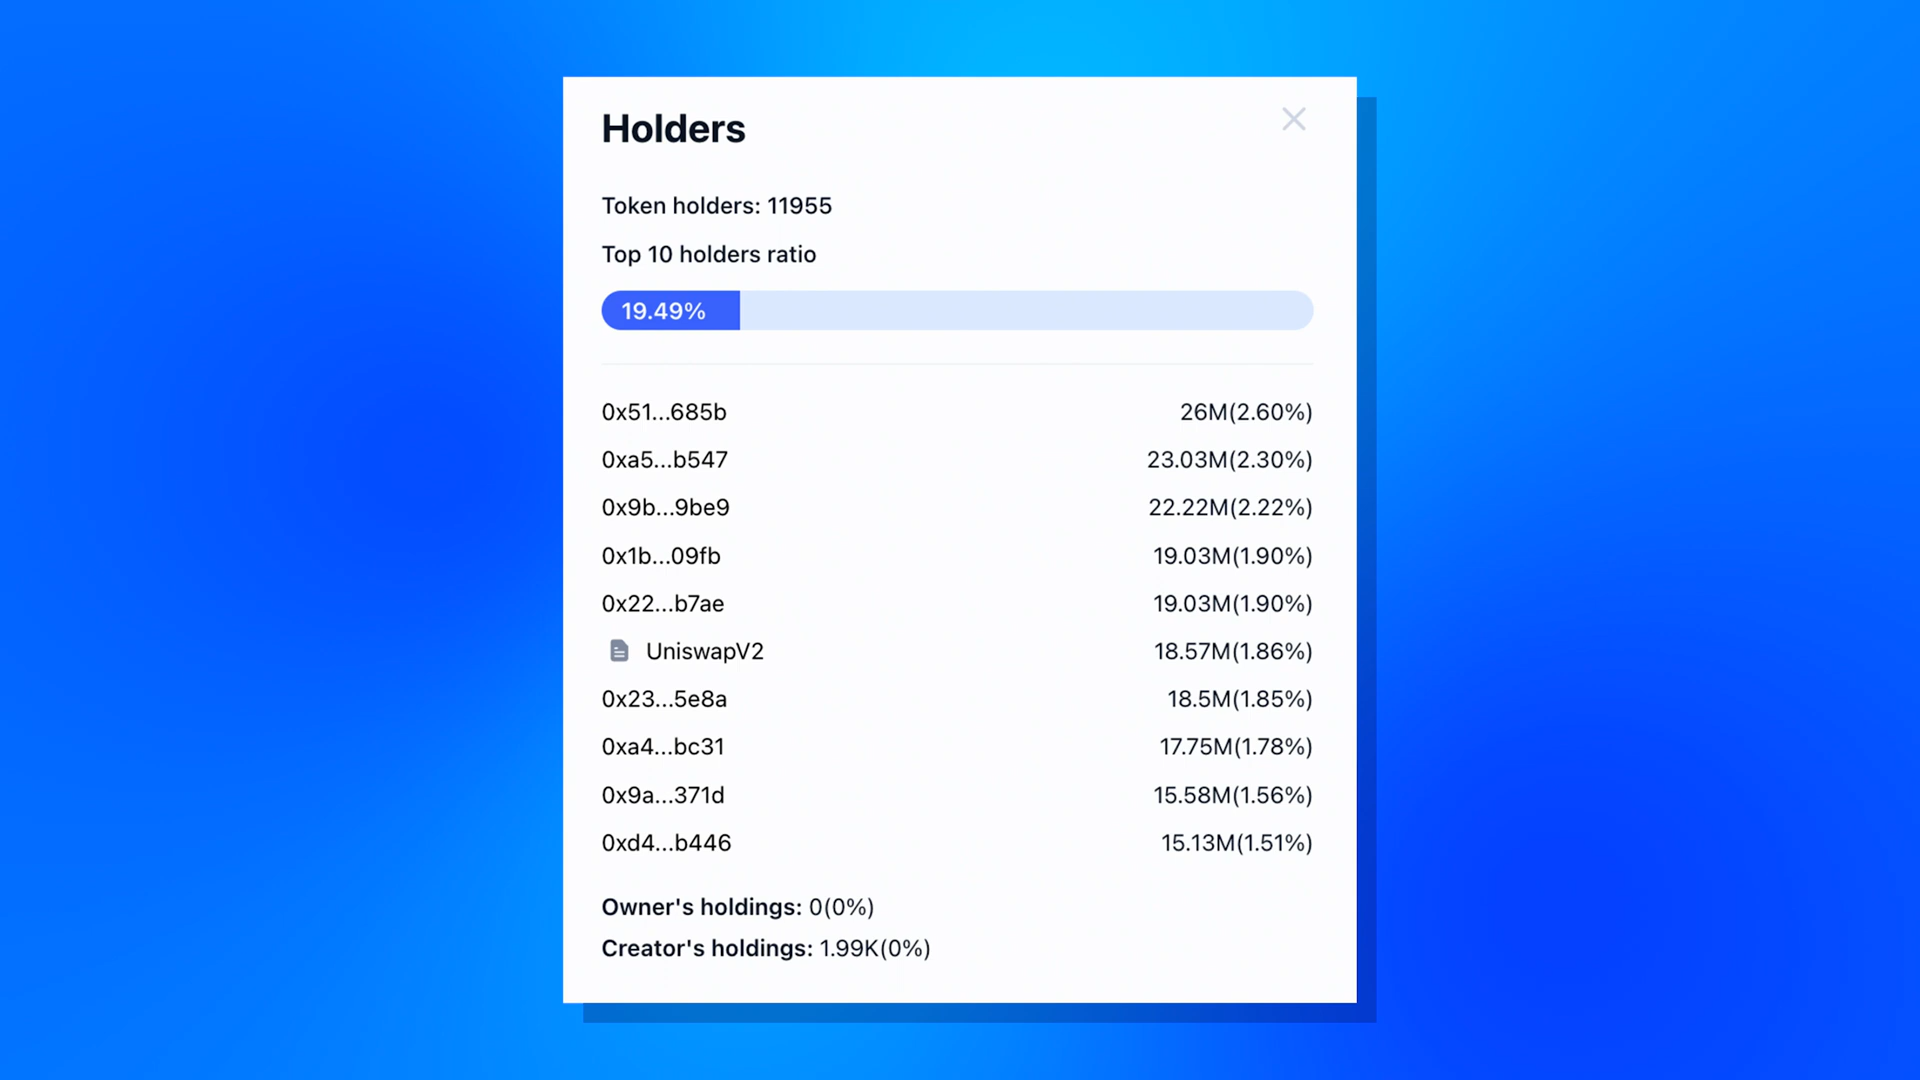 Holders
Token holders: 11955
Top 10 holders ratio
19.49%
0x51...685b 26M(2.60%)
0xa5...b547 23.03M(2.30%)
0x9b...9be9 22.22M(2.22%)
0x1b...09fb 19.03M(1.90%)
0x22...b7ae 19.03M(1.90%)
UniswapV2 18.57M(1.86%)
0x23...5e8a 18.5M(1.85%)
0xa4...bc31 17.75M(1.78%)
0x9a...371d 15.58M(1.56%)
0xd4...b446 15.13M(1.51%)
Owner's holdings: 0(0%)
Creator's holdings: 1.99K(0%)